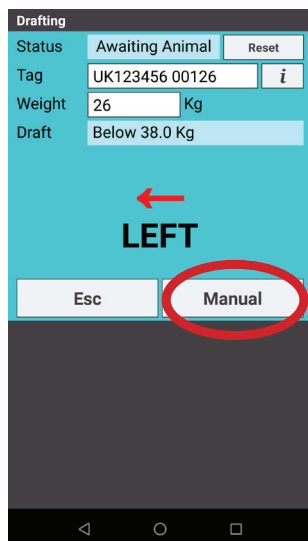 Drafting
Status Awaiting Animal Reset
Tag UK123456 00126 i
Weight 26 Kg
Draft Below 38.0 Kg
LEFT
Esc Manual